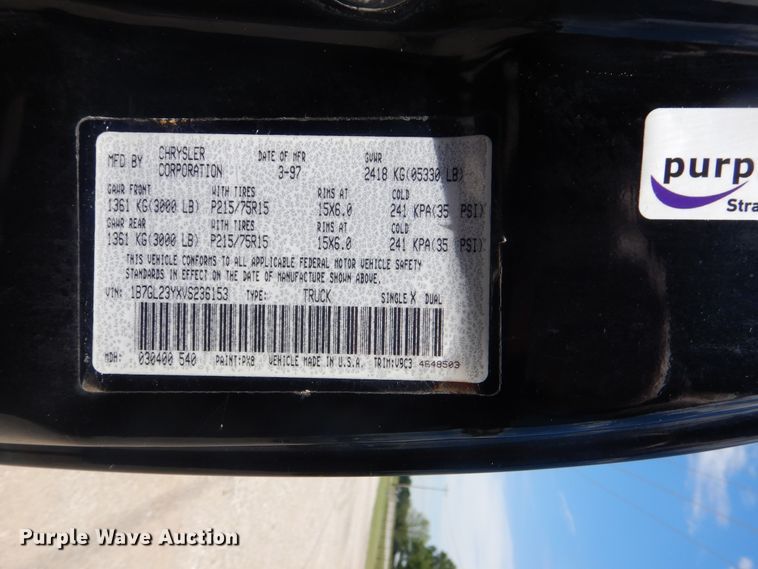 MFD BY CHRYSLER CORPORATION DATE OF MFR 3-97 GVWR 2418 KG(05330 LB)
GAWR FRONT WITH TIRES RIMS AT COLD
1361 KG(3000 LB) P215/75R15 15X6.0 241 KPA(35 PSI)
GAWR REAR WITH TIRES RIMS AT COLD
1361 KG(3000 LB) P215/75R15 15X6.0 241 KPA(35 PSI)
THIS VEHICLE CONFORMS TO ALL APPLICABLE FEDERAL MOTOR VEHICLE SAFETY
STANDARDS IN EFFECT ON THE DATE OF MANUFACTURE SHOWN ABOVE.
VIN: 1B7GL23YXVS236153 TYPE: TRUCK SINGLE X DUAL
MDH: 030400 540 PAINT:PX8 VEHICLE MADE IN U.S.A. TRIM:V9C3 4648503
purp
Stra
Purple Wave Auction